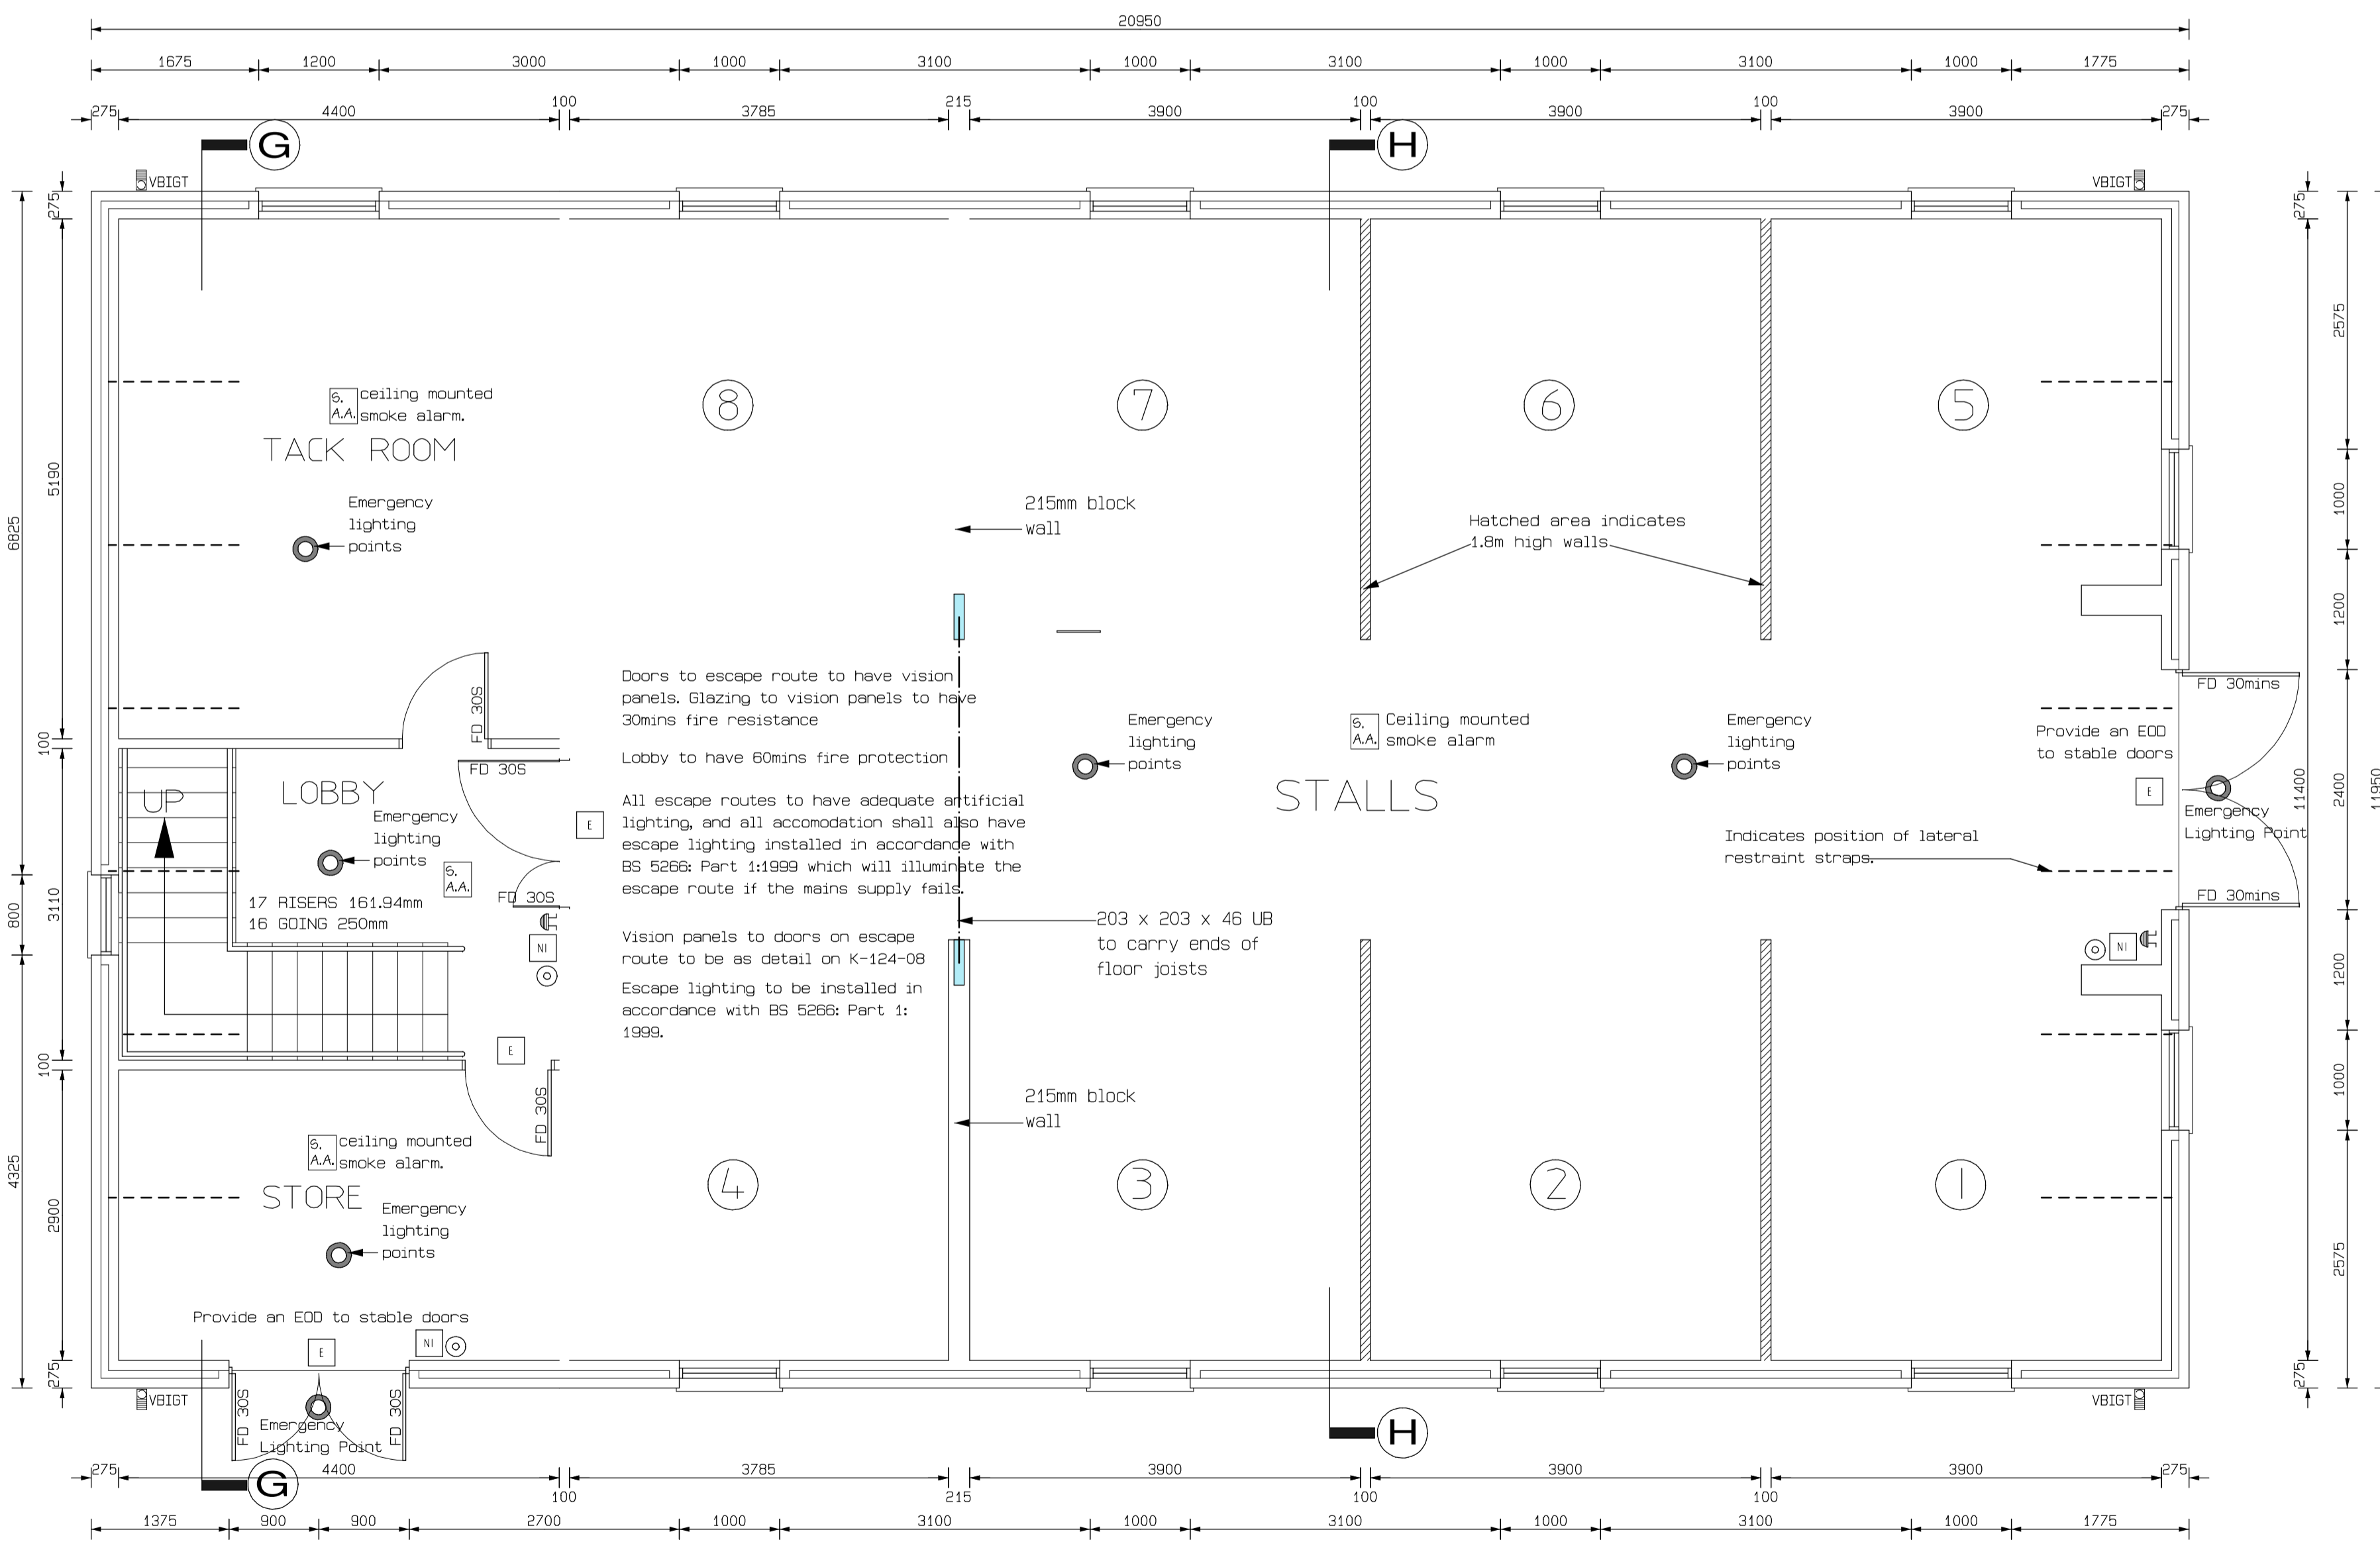 20950
1675 1200 3000 1000 3100 1000 3100 1000 3100 1000 1775
275 4400 100 3785 215 3900 100 3900 100 3900 275
G
H
VBIGT
VBIGT
275
5190
100
3110
100
2900
275
6825
800
4325
275
11400
275
2575
1000
1200
2400
1200
1000
2575
11950
8
7
6
5
S.
A.A.
ceiling mounted
smoke alarm.
TACK ROOM
Emergency
lighting
points
215mm block
wall
Hatched area indicates
1.8m high walls
FD 30S
FD 30S
FD 30S
LOBBY
UP
Emergency
lighting
points
S.
A.A.
17 RISERS 161.94mm
16 GOING 250mm
E
NI
E
Doors to escape route to have vision
panels. Glazing to vision panels to have
30mins fire resistance
Lobby to have 60mins fire protection
All escape routes to have adequate artificial
lighting, and all accomodation shall also have
escape lighting installed in accordance with
BS 5266: Part 1:1999 which will illuminate the
escape route if the mains supply fails.
Vision panels to doors on escape
route to be as detail on K-124-08
Escape lighting to be installed in
accordance with BS 5266: Part 1:
1999.
Emergency
lighting
points
S.
A.A.
Ceiling mounted
smoke alarm
STALLS
Emergency
lighting
points
203 x 203 x 46 UB
to carry ends of
floor joists
FD 30mins
Provide an EOD
to stable doors
E
Emergency
Lighting Point
Indicates position of lateral
restraint straps.
FD 30mins
NI
215mm block
wall
FD 30S
S.
A.A.
ceiling mounted
smoke alarm.
STORE
Emergency
lighting
points
4
3
2
1
Provide an EOD to stable doors
E
NI
VBIGT
FD 30S
FD 30S
Emergency
Lighting Point
VBIGT
G
H
275 4400 100 3785 215 3900 100 3900 100 3900 275
1375 900 900 2700 1000 3100 1000 3100 1000 3100 1000 1775